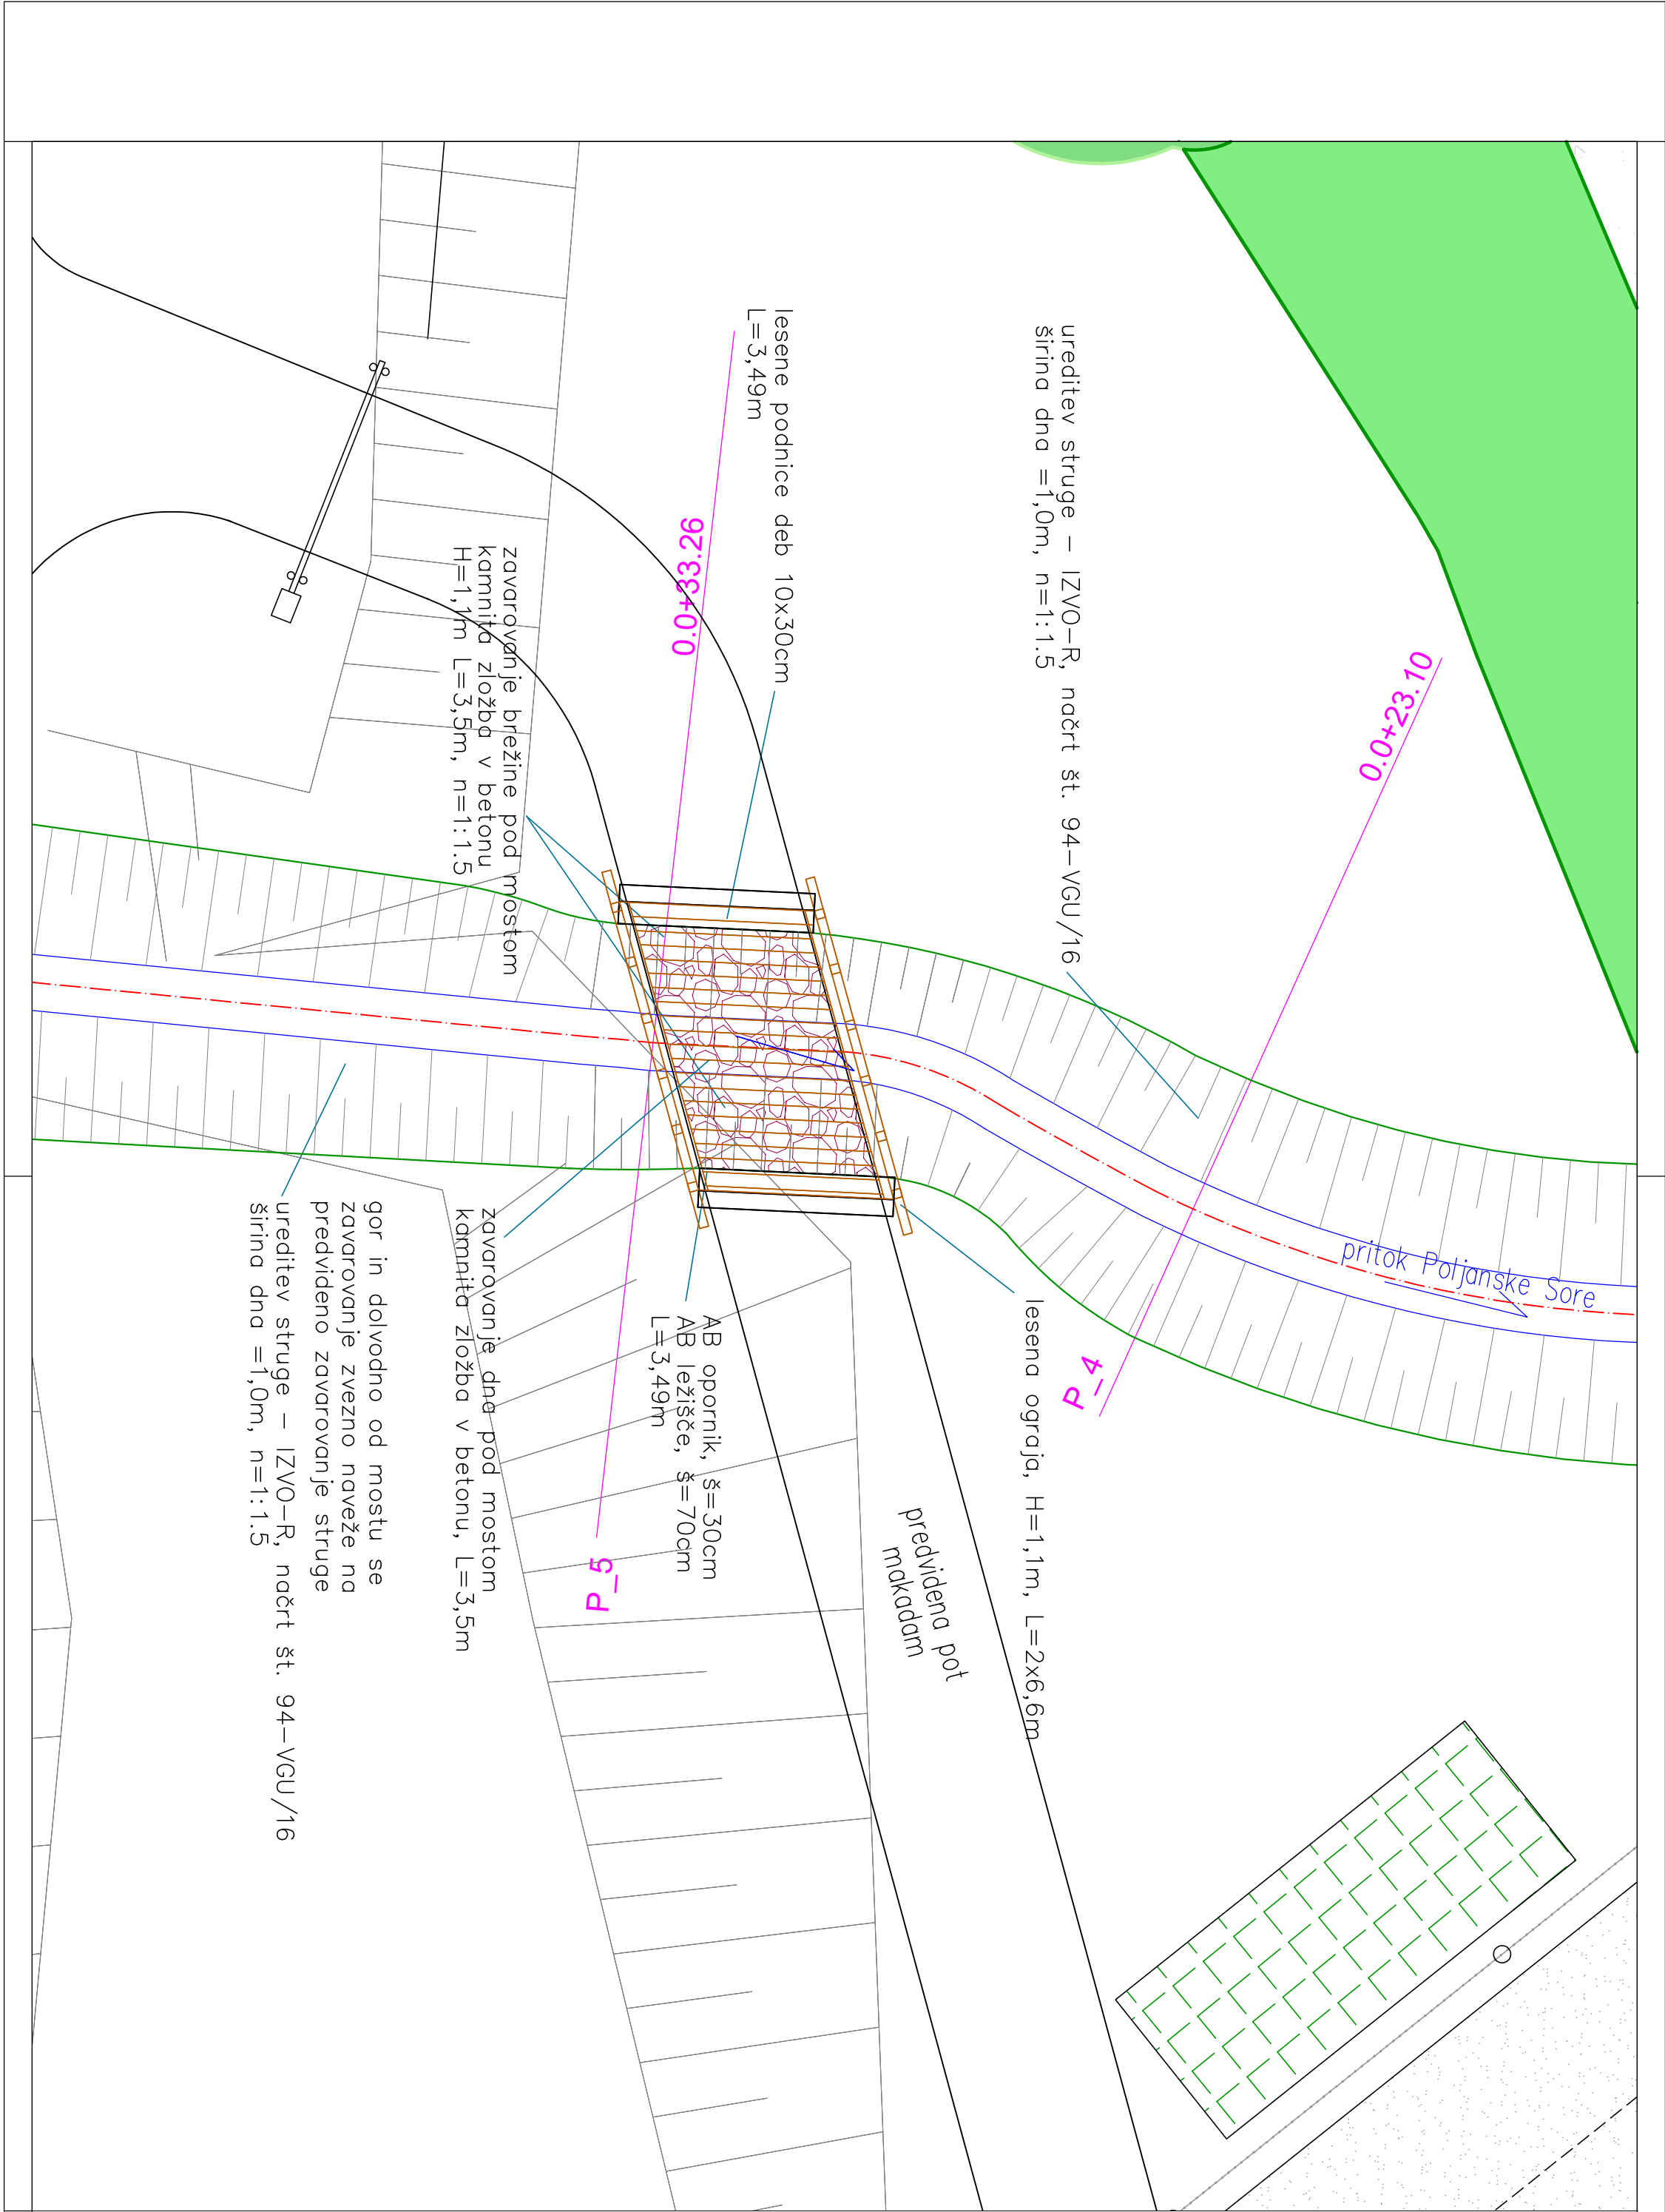 ureditev struge – IZVO–R, načrt št. 94–VGU/16
širina dna =1,0m, n=1:1.5
0.0+23.10
lesene podnice deb 10x30cm
L=3,49m
0.0+33.26
zavarovanje brežine pod mostom
kamnita zložba v betonu
H=1,1m L=3,5m, n=1:1.5
pritok Poljanske Sore
P_4
lesena ograja, H=1,1m, L=2x6,6m
predvidena pot
makadam
AB opornik, š=30cm
AB ležišče, š=70cm
L=3,49m
P_5
zavarovanje dna pod mostom
kamnita zložba v betonu, L=3,5m
gor in dolvodno od mostu se
zavarovanje zvezno naveže na
predvideno zavarovanje struge
ureditev struge – IZVO–R, načrt št. 94–VGU/16
širina dna =1,0m, n=1:1.5